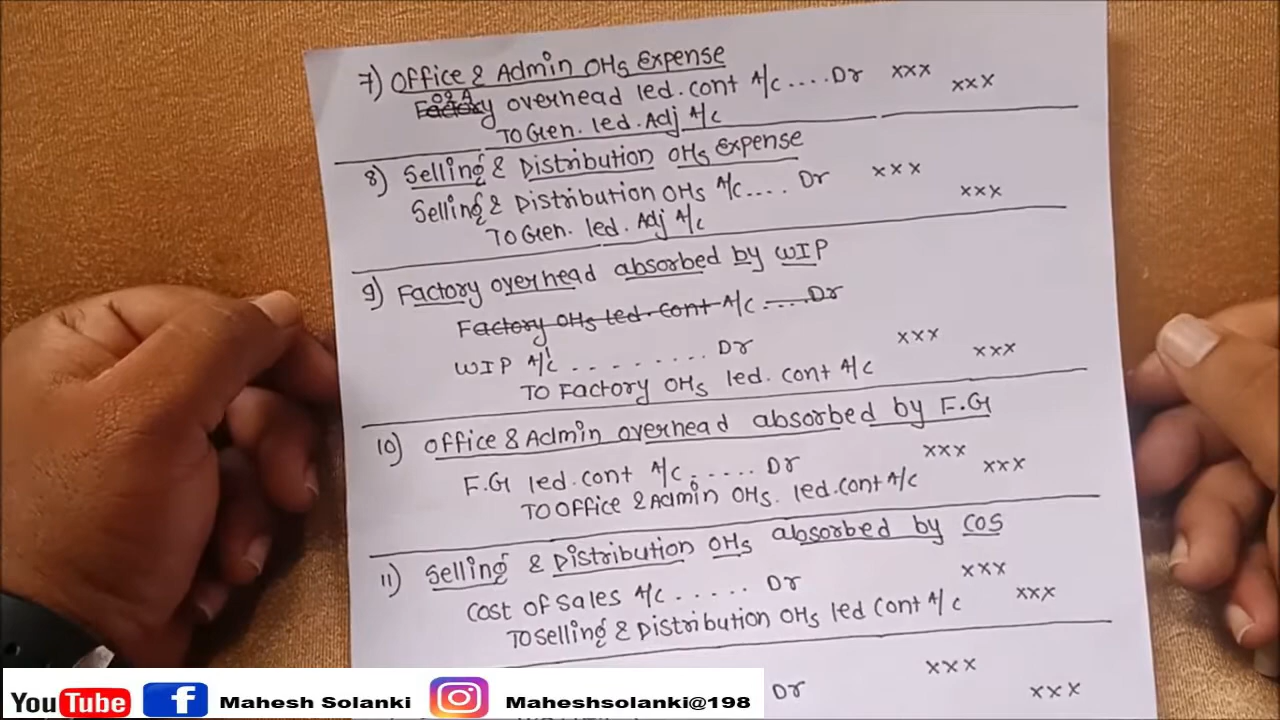 7) Office & Admin OHs Expense
O & A
Factory overhead led. cont A/c .... Dr xxx
To Gen. led. Adj A/c xxx
8) Selling & Distribution OHs Expense
Selling & Distribution OHs A/c .... Dr xxx
To Gen. led. Adj A/c xxx
9) Factory overhead absorbed by WIP
Factory OHs led. cont A/c .... Dr
WIP A/c ........ Dr xxx
To Factory OHs led. cont A/c xxx
10) Office & Admin overhead absorbed by F.G
F.G led. cont A/c ..... Dr xxx
To Office & Admin OHs. led. cont A/c xxx
11) Selling & Distribution OHs absorbed by COS
Cost of Sales A/c ..... Dr xxx
To Selling & Distribution OHs led cont A/c xxx
Dr xxx
xxx
YouTube f Mahesh Solanki Maheshsolanki@198